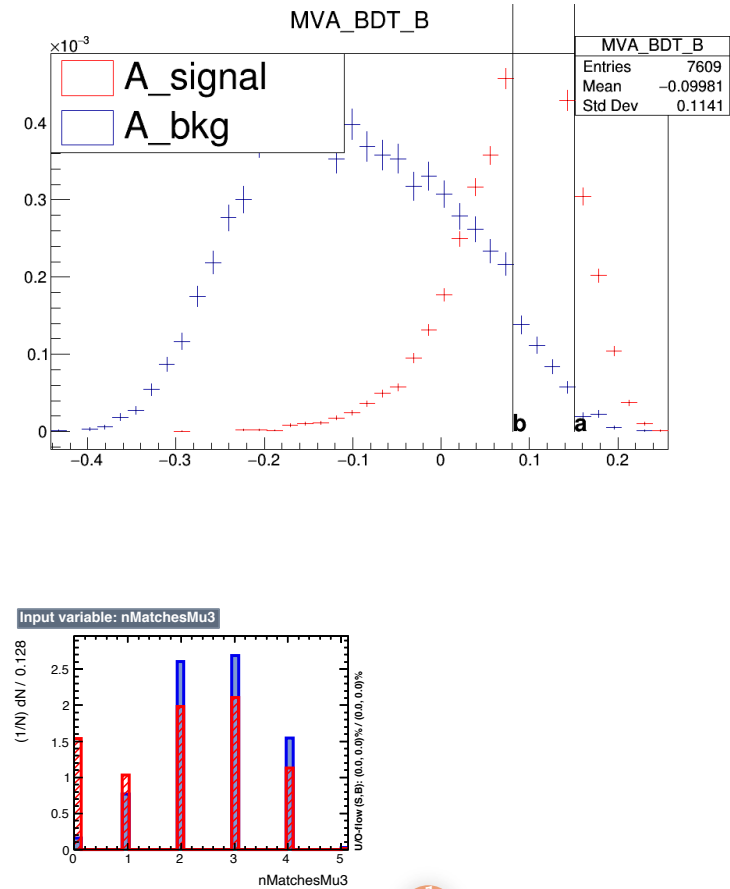 MVA_BDT_B
×10⁻³
MVA_BDT_B
Entries 7609
Mean −0.09981
Std Dev 0.1141
A_signal
A_bkg
0.4
0.3
0.2
0.1
0
b
a
−0.4 −0.3 −0.2 −0.1 0 0.1 0.2
Input variable: nMatchesMu3
(1/N) dN / 0.128
2.5
2
1.5
1
0.5
0
0 1 2 3 4 5
nMatchesMu3
U/O-flow (S,B): (0.0, 0.0)% / (0.0, 0.0)%